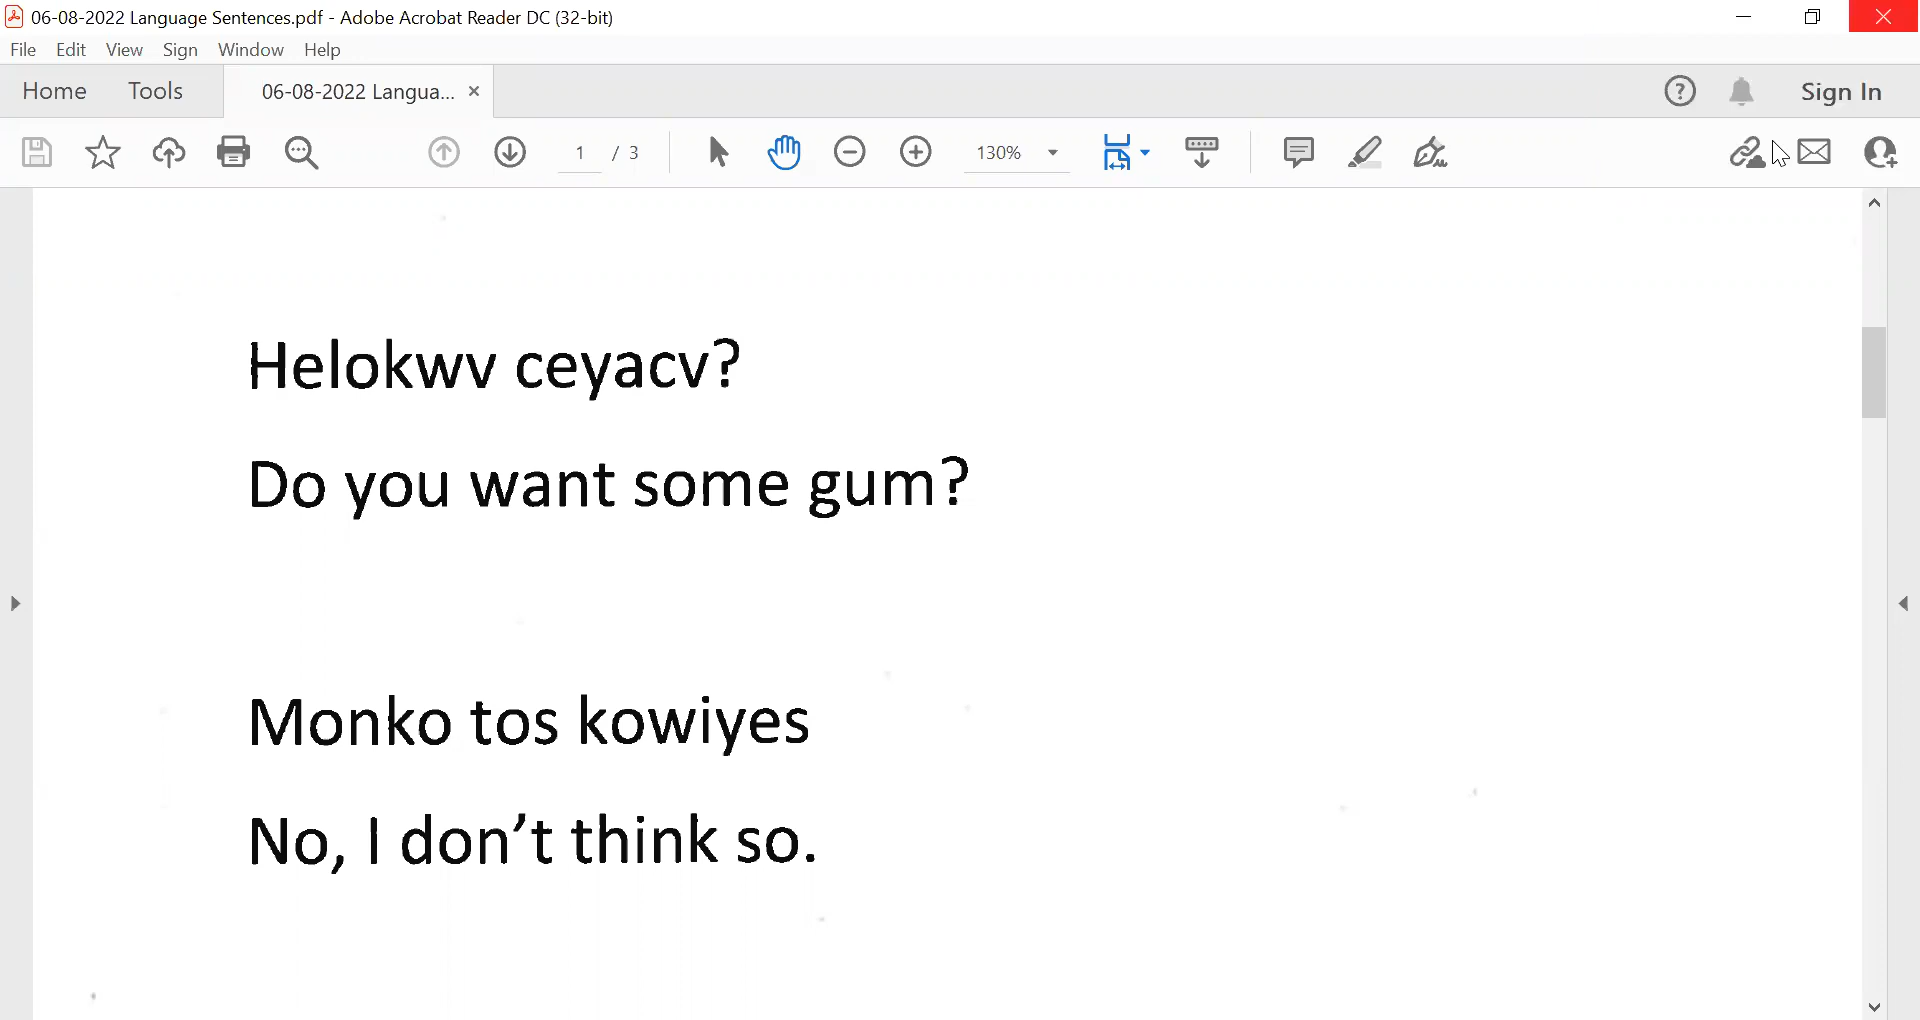 06-08-2022 Language Sentences.pdf - Adobe Acrobat Reader DC (32-bit)
File Edit View Sign Window Help
Home Tools 06-08-2022 Langua... Sign In
1 / 3 130%
Helokwv ceyacv?
Do you want some gum?
Monko tos kowiyes
No, I don't think so.